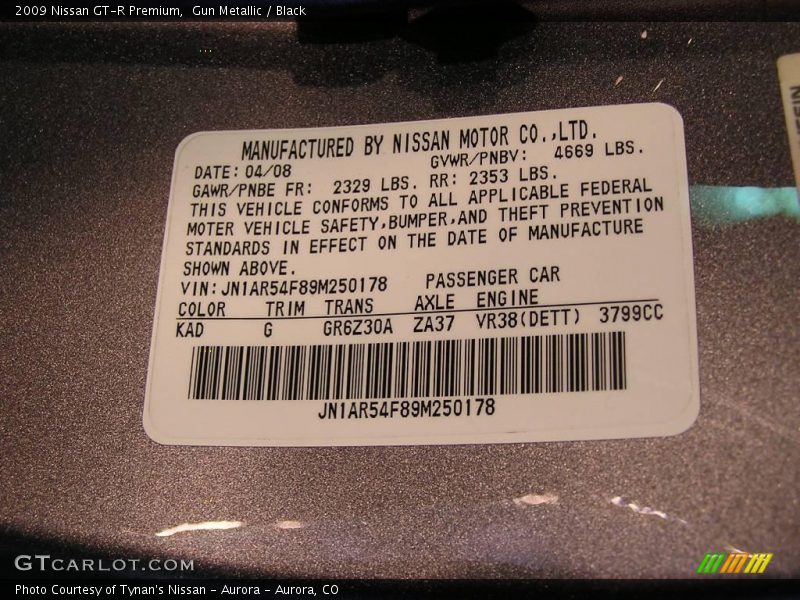 2009 Nissan GT-R Premium,  Gun Metallic / Black
MANUFACTURED BY NISSAN MOTOR CO.,LTD.
DATE: 04/08 GVWR/PNBV: 4669 LBS.
GAWR/PNBE FR: 2329 LBS. RR: 2353 LBS.
THIS VEHICLE CONFORMS TO ALL APPLICABLE FEDERAL
MOTER VEHICLE SAFETY,BUMPER,AND THEFT PREVENTION
STANDARDS IN EFFECT ON THE DATE OF MANUFACTURE
SHOWN ABOVE.
VIN: JN1AR54F89M250178 PASSENGER CAR
COLOR TRIM TRANS AXLE ENGINE
KAD G GR6Z30A ZA37 VR38(DETT) 3799CC
JN1AR54F89M250178
GTCARLOT.COM
Photo Courtesy of Tynan's Nissan - Aurora - Aurora, CO